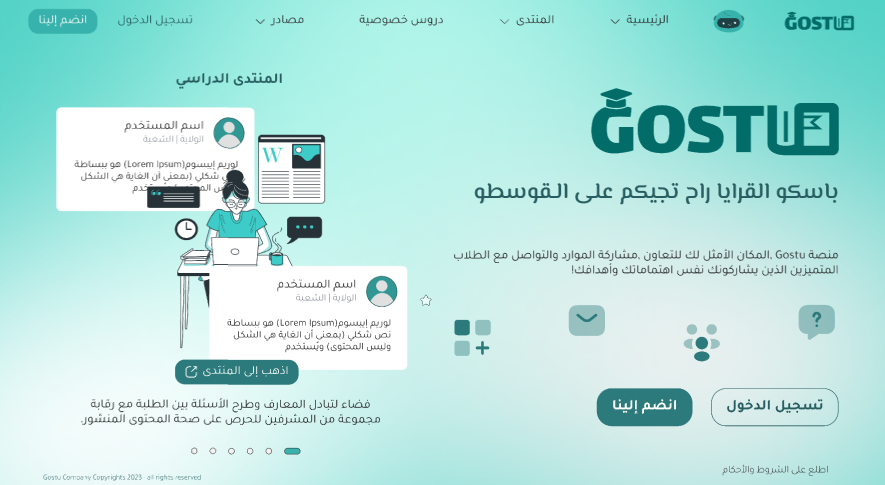 GOSTU
الرئيسية
المنتدى
دروس خصوصية
مصادر
تسجيل الدخول
انضم إلينا
GOSTU
باسكو القرايا راح تجيكم على القوسطو
منصة Gostu ,المكان الأمثل لك للتعاون ,مشاركة الموارد والتواصل مع الطلاب
المتميزين الذين يشاركونك نفس اهتماماتك وأهدافك!
?
تسجيل الدخول
انضم إلينا
اطلع على الشروط والأحكام
المنتدى الدراسي
اسم المستخدم
الولاية | الشعبة
لوريم إيبسوم(Lorem Ipsum) هو ببساطة
نص شكلي (بمعنى أن الغاية هي الشكل
W
اسم المستخدم
الولاية | الشعبة
لوريم إيبسوم(Lorem Ipsum) هو ببساطة
نص شكلي (بمعنى أن الغاية هي الشكل
وليس المحتوى) ويُستخدم
اذهب إلى المنتدى
فضاء لتبادل المعارف وطرح الأسئلة بين الطلبة مع رقابة
مجموعة من المشرفين للحرص على صحة المحتوى المنشور.
Gostu Company Copyrights 2023 all rights reserved